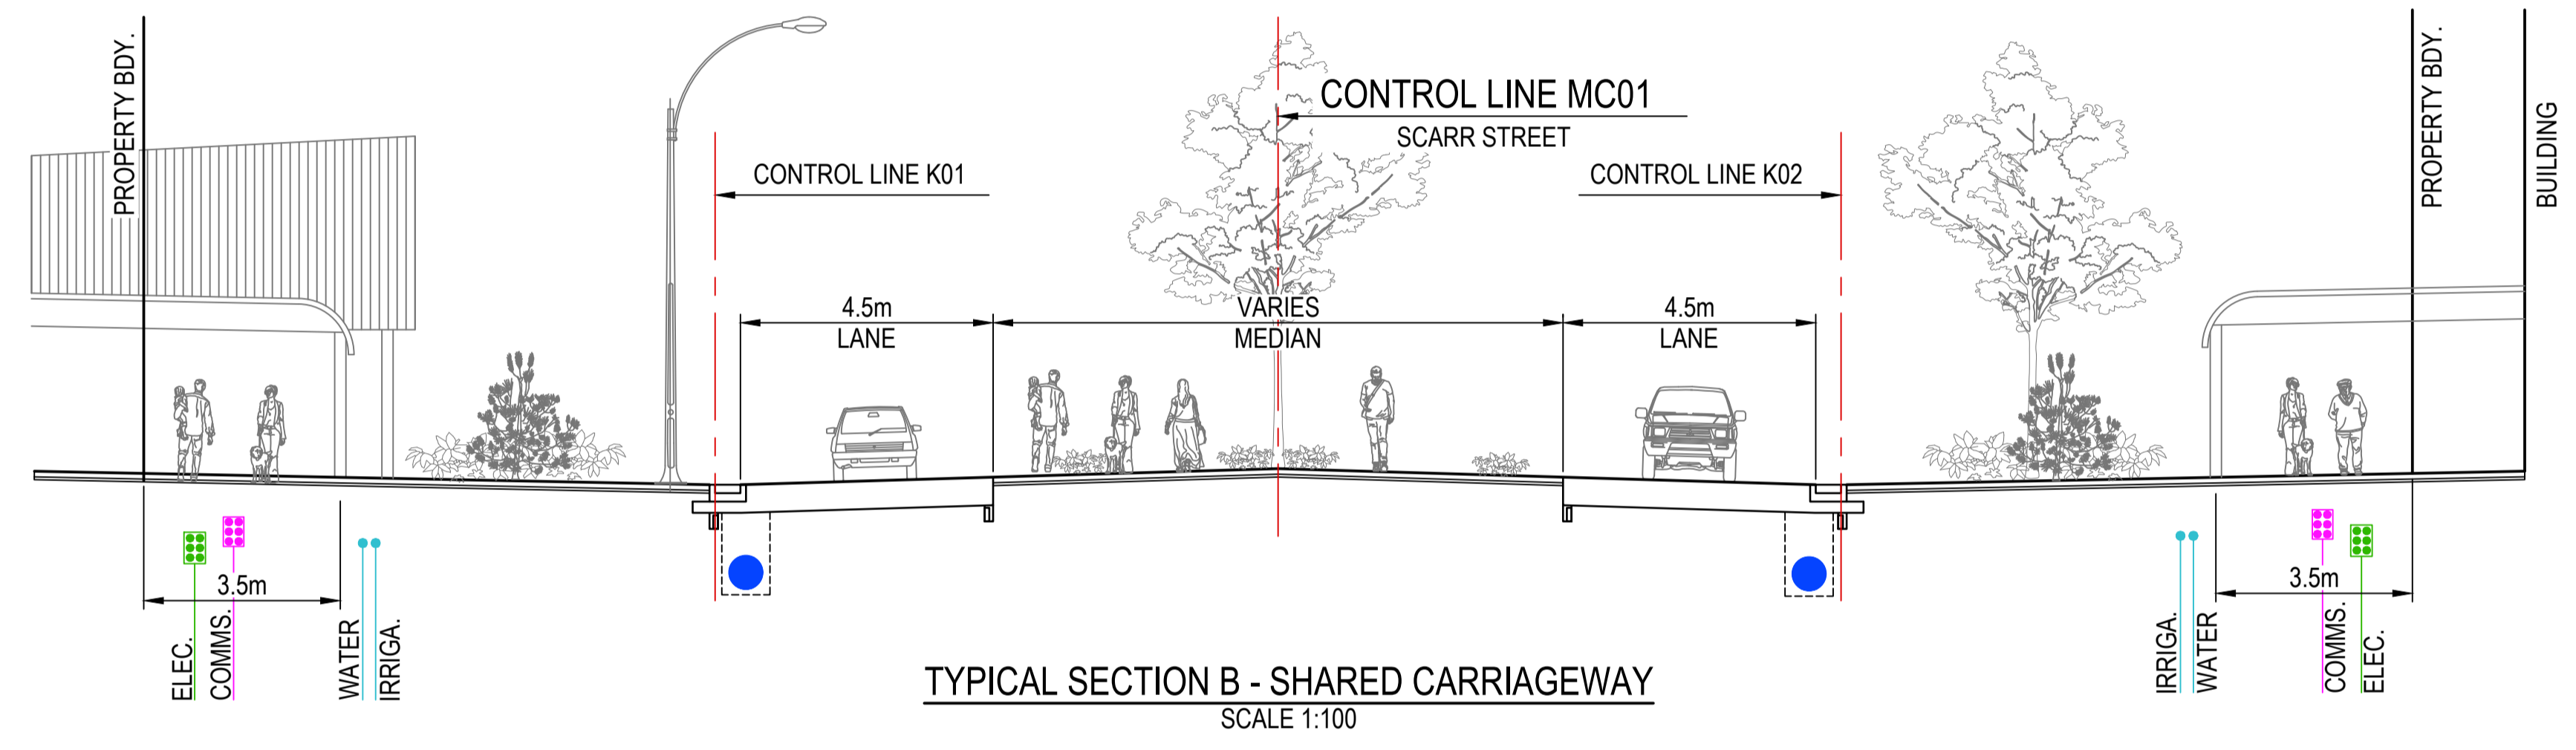 PROPERTY BDY.
CONTROL LINE MC01
SCARR STREET
CONTROL LINE K01
CONTROL LINE K02
PROPERTY BDY.
BUILDING
4.5m
LANE
VARIES
MEDIAN
4.5m
LANE
3.5m
ELEC.
COMMS.
WATER
IRRIGA.
3.5m
IRRIGA.
WATER
COMMS.
ELEC.
TYPICAL SECTION B - SHARED CARRIAGEWAY
SCALE 1:100